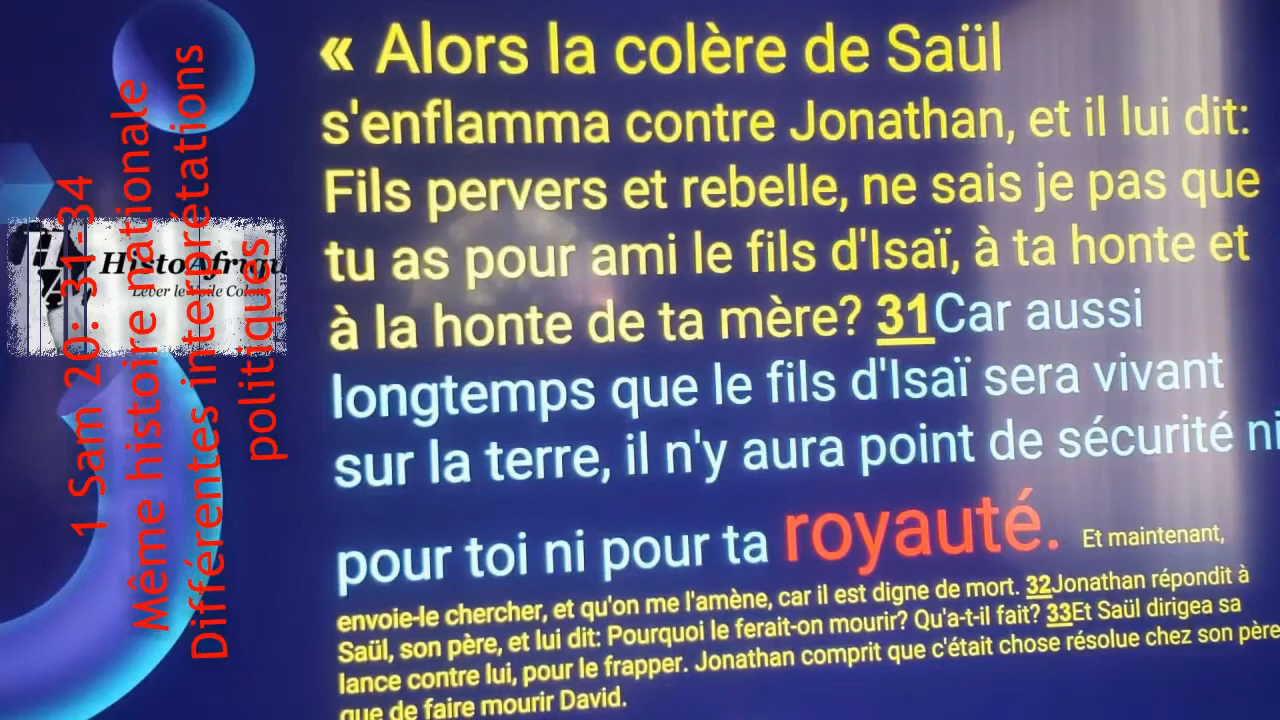 1 Sam 20: 31-34
Même histoire nationale
Différentes interprétations
politiques
HistoAfriqu
Lever le Voile Colon
« Alors la colère de Saül
s'enflamma contre Jonathan, et il lui dit:
Fils pervers et rebelle, ne sais je pas que
tu as pour ami le fils d'Isaï, à ta honte et
à la honte de ta mère? 31Car aussi
longtemps que le fils d'Isaï sera vivant
sur la terre, il n'y aura point de sécurité ni
pour toi ni pour ta royauté. Et maintenant,
envoie-le chercher, et qu'on me l'amène, car il est digne de mort. 32Jonathan répondit à
Saül, son père, et lui dit: Pourquoi le ferait-on mourir? Qu'a-t-il fait? 33Et Saül dirigea sa
lance contre lui, pour le frapper. Jonathan comprit que c'était chose résolue chez son père
que de faire mourir David.